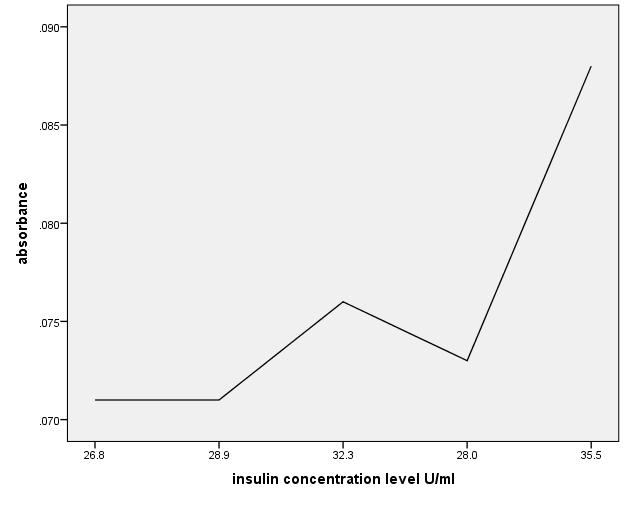 .090
.085
.080
.075
.070
absorbance
26.8 28.9 32.3 28.0 35.5
insulin concentration level U/ml